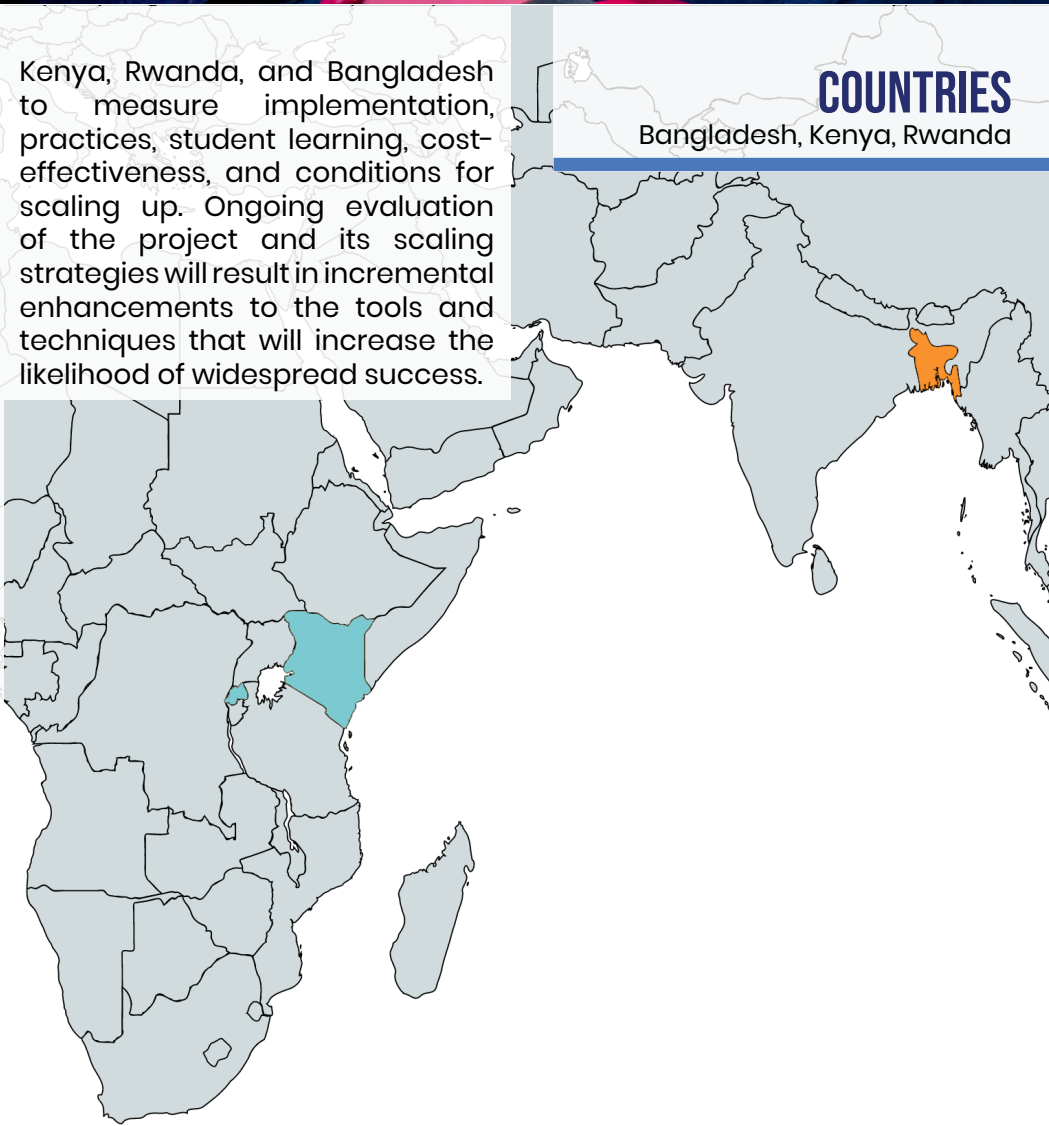 Kenya, Rwanda, and Bangladesh
to measure implementation,
practices, student learning, cost-
effectiveness, and conditions for
scaling up. Ongoing evaluation
of the project and its scaling
strategies will result in incremental
enhancements to the tools and
techniques that will increase the
likelihood of widespread success.
COUNTRIES
Bangladesh, Kenya, Rwanda